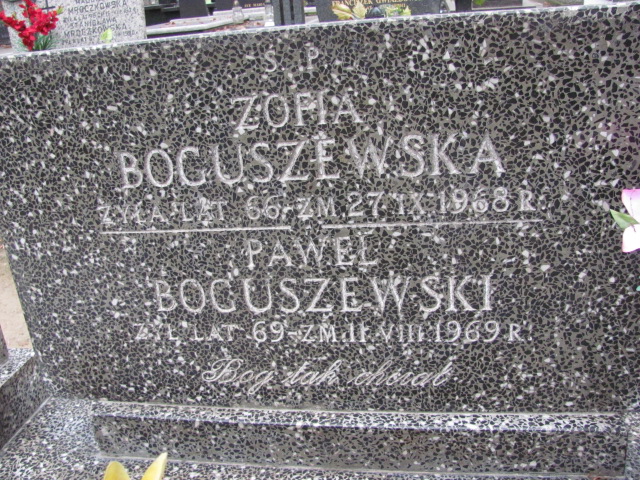 Ś. P.
ZOFIA
BOGUSZEWSKA
ŻYŁA LAT 66 ZM. 27.IX.1968 R.
PAWEŁ
BOGUSZEWSKI
ŻYŁ LAT 69 - ZM. 11.VIII.1969 R.
Bóg tak chciał